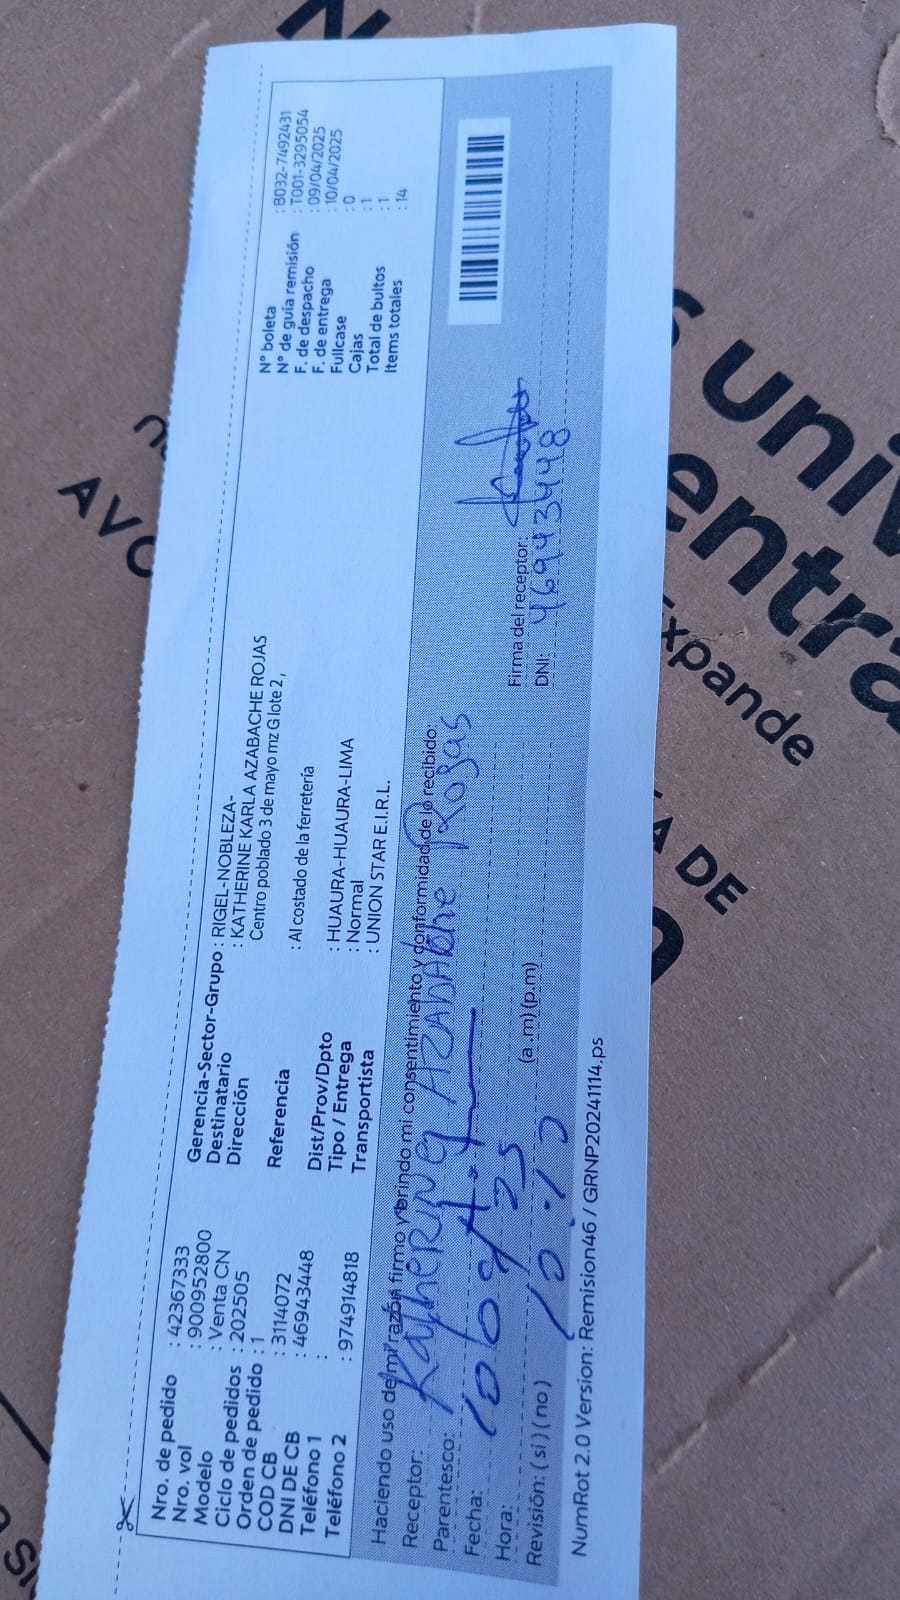 Nro. de pedido : 42367333
Nro. vol : 900952800
Modelo : Venta CN
Ciclo de pedidos : 202505
Orden de pedido : 1
COD CB : 3114072
DNI DE CB : 46943448
Teléfono 1 :
Teléfono 2 : 974914818
Gerencia-Sector-Grupo : RIGEL-NOBLEZA-
Destinatario : KATHERINE KARLA AZABACHE ROJAS
Dirección Centro poblado 3 de mayo mz G lote 2,
Referencia : Al costado de la ferretería
Dist/Prov/Dpto : HUAURA-HUAURA-LIMA
Tipo / Entrega : Normal
Transportista : UNION STAR E.I.R.L.
N° boleta : B032-7492431
N° de guía remisión : T001-3295054
F. de despacho : 09/04/2025
F. de entrega : 10/04/2025
Fullcase : 0
Cajas : 1
Total de bultos : 1
Items totales : 14
Haciendo uso de mi razón firmo y brindo mi consentimiento y conformidad de lo recibido:
Receptor: Katherine Azabache Rojas
Parentesco:
Fecha:
Hora: (a.m) (p.m)
Revisión: ( si ) ( no )
Firma del receptor:
DNI: 46943448
NumRot 2.0 Version: Remision46 / GRNP20241114.ps
AVO
univ
entra
Expande
A DE